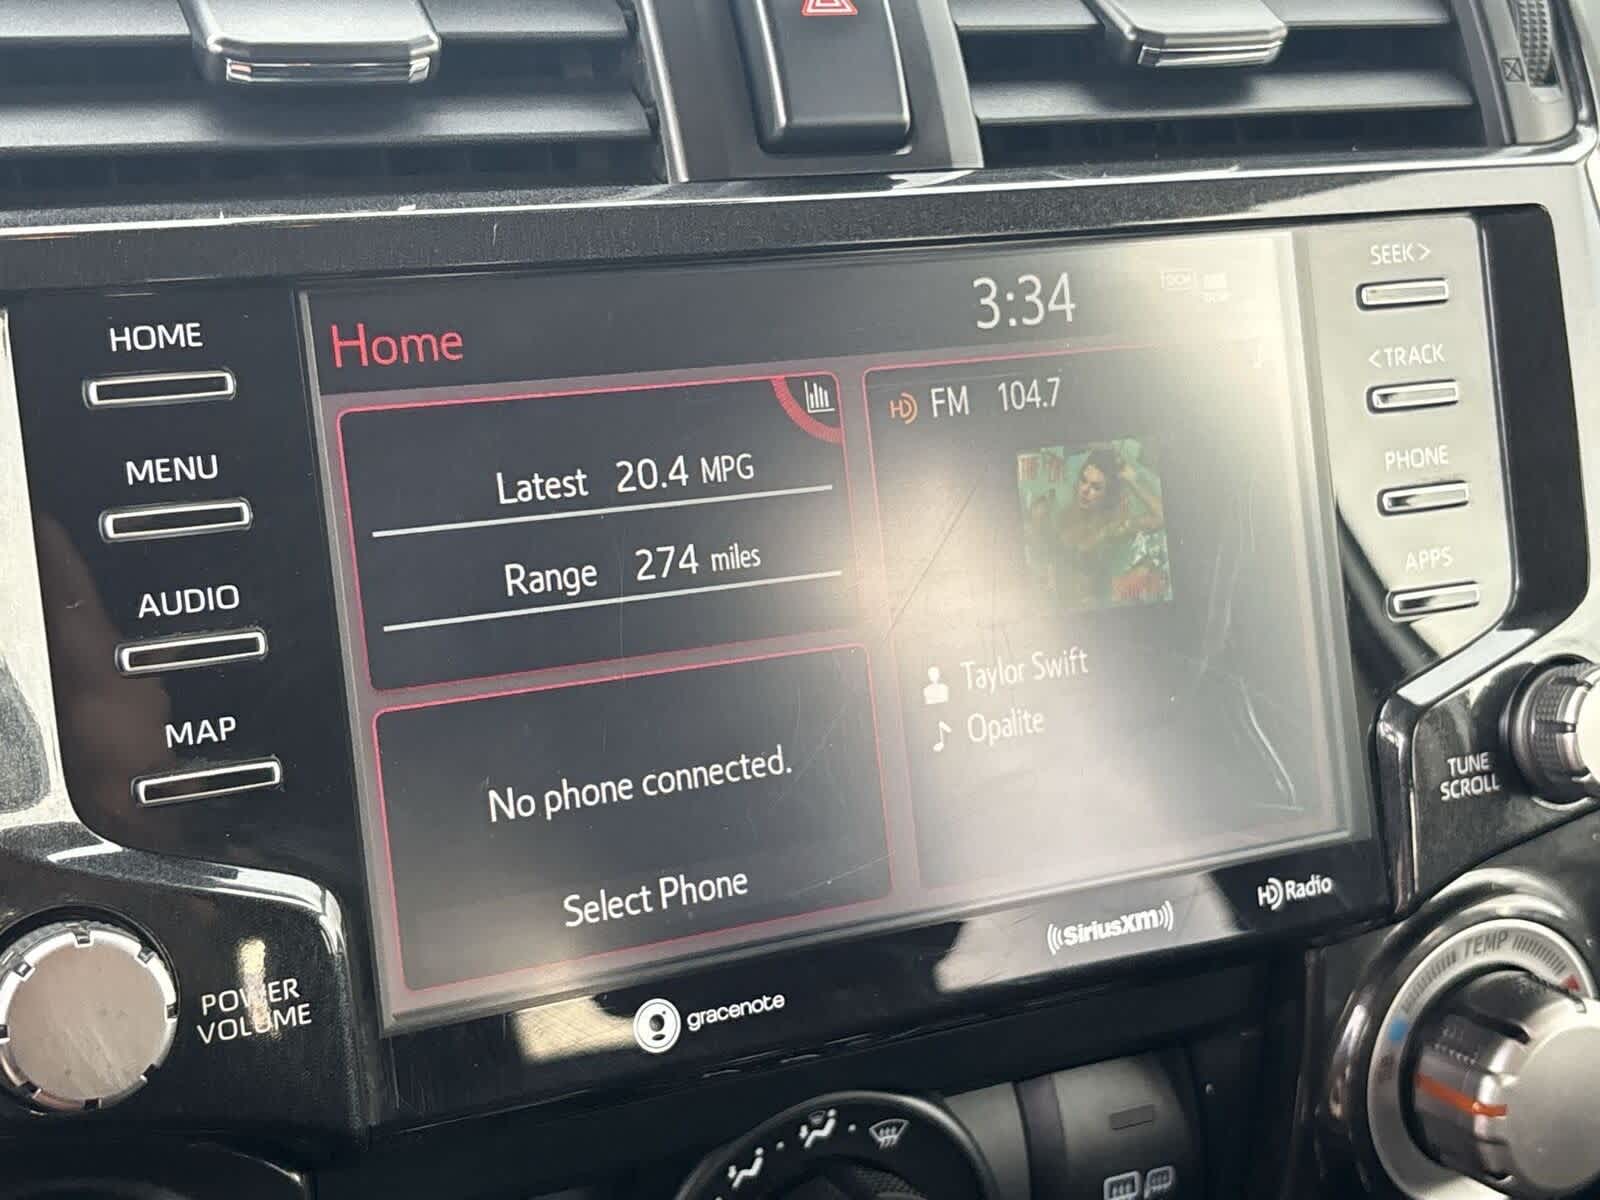 HOME
MENU
AUDIO
MAP
POWER
VOLUME
Home
3:34
DCM
Latest 20.4 MPG
Range 274 miles
No phone connected.
Select Phone
HD FM 104.7
Taylor Swift
Opalite
gracenote
((SiriusXM))
HD Radio
SEEK >
< TRACK
PHONE
APPS
TUNE
SCROLL
TEMP